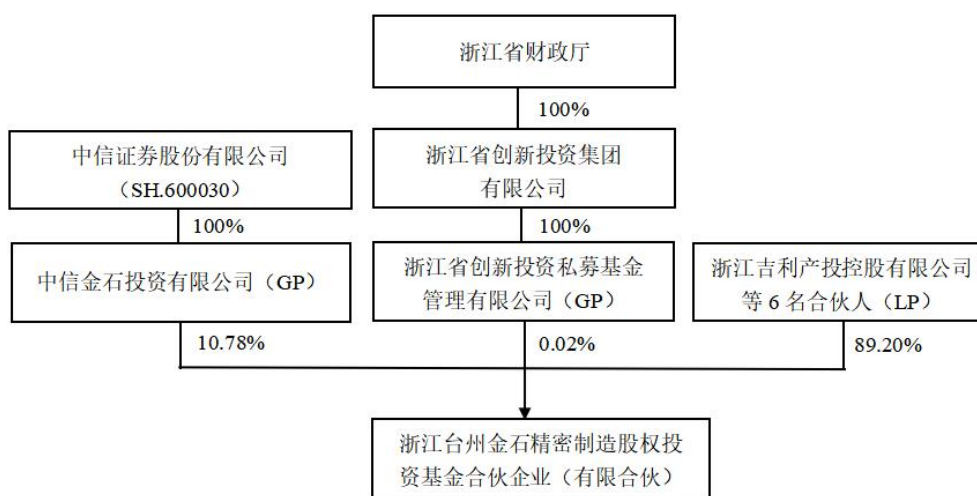 浙江省财政厅
100%
中信证券股份有限公司
（SH.600030）
浙江省创新投资集团
有限公司
100%
100%
中信金石投资有限公司（GP）
浙江省创新投资私募基金
管理有限公司（GP）
浙江吉利产投控股有限公司
等 6 名合伙人（LP）
10.78%
0.02%
89.20%
浙江台州金石精密制造股权投
资基金合伙企业（有限合伙）